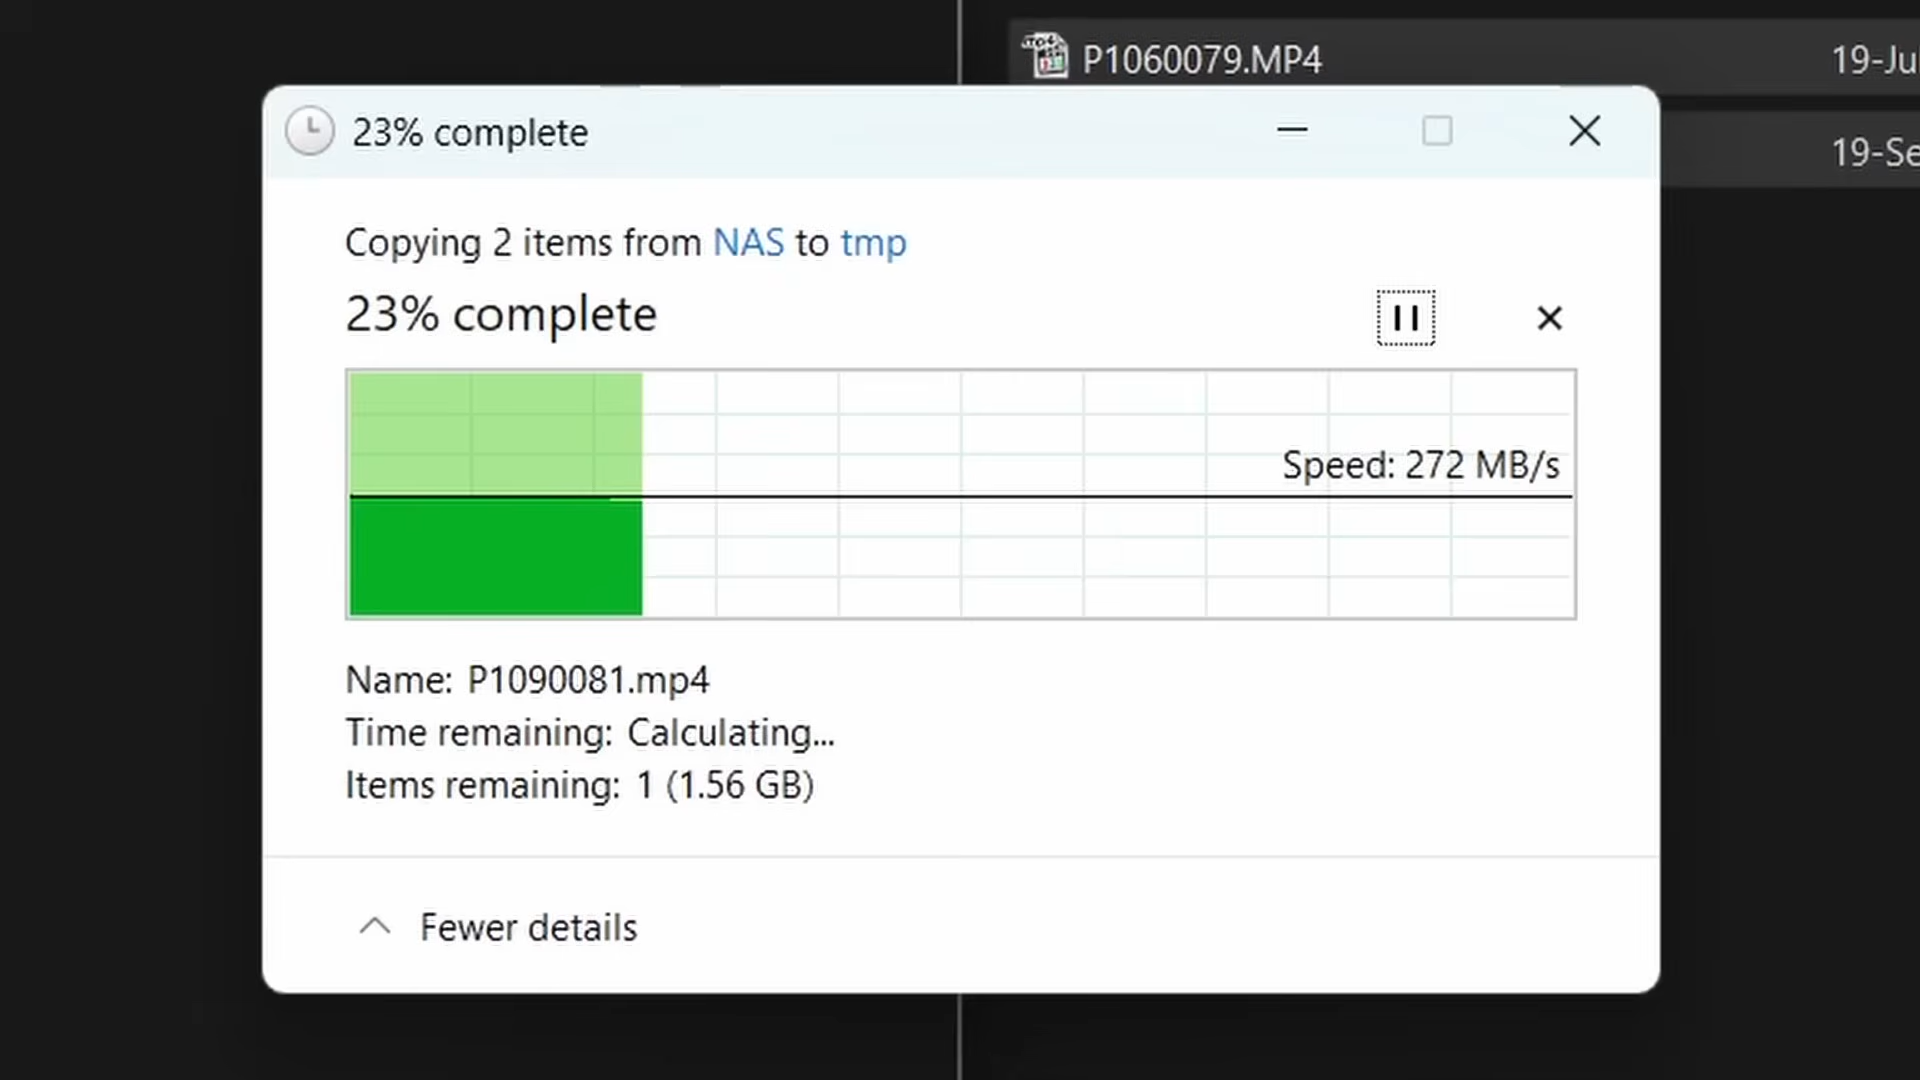 P1060079.MP4
19-Ju
23% complete
19-Se
Copying 2 items from NAS to tmp
23% complete
Speed: 272 MB/s
Name: P1090081.mp4
Time remaining: Calculating...
Items remaining: 1 (1.56 GB)
Fewer details